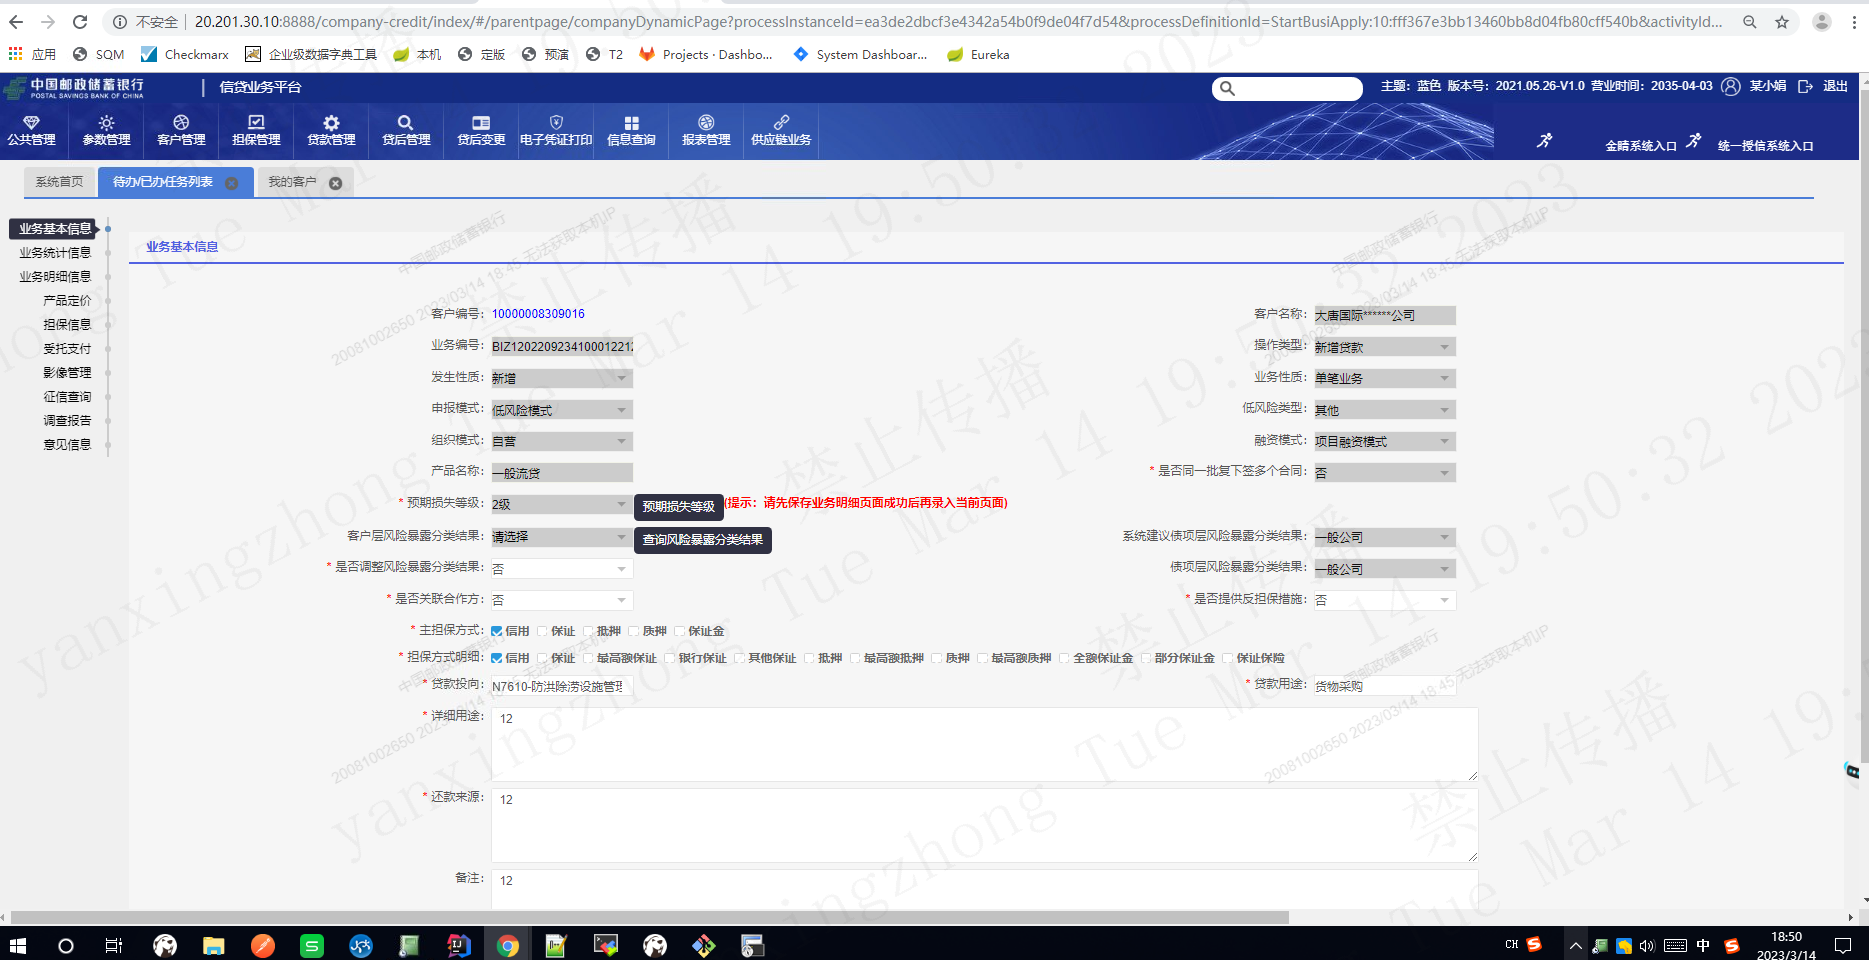 不安全 20.201.30.10:8888/company-credit/index/#/parentpage/companyDynamicPage?processInstanceId=ea3de2dbcf3e4342a54b0f9de04f7d54&processDefinitionId=StartBusiApply:10:fff367e3bb13460bb8d04fb80cff540b&activityId...
应用 SQM Checkmarx 企业级数据字典工具 本机 定版 预演 T2 Projects · Dashbo... System Dashboar... Eureka
中国邮政储蓄银行 信贷业务平台 主题：蓝色 版本号：2021.05.26-V1.0 营业时间：2035-04-03 某小娟 退出
POSTAL SAVINGS BANK OF CHINA
公共管理 参数管理 客户管理 担保管理 贷款管理 贷后管理 贷后变更 电子凭证打印 信息查询 报表管理 供应链业务 金睛系统入口 统一授信系统入口
系统首页 待办/已办任务列表 我的客户
业务基本信息
业务统计信息
业务明细信息
产品定价
担保信息
受托支付
影像管理
征信查询
调查报告
意见信息
业务基本信息
客户编号： 10000008309016 客户名称： 大唐国际******公司
业务编号： BIZ1202209234100012212 操作类型： 新增贷款
发生性质： 新增 业务性质： 单笔业务
申报模式： 低风险模式 低风险类型： 其他
组织模式： 自营 融资模式： 项目融资模式
产品名称： 一般流贷 * 是否同一批复下签多个合同： 否
* 预期损失等级： 2级 预期损失等级 (提示：请先保存业务明细页面成功后再录入当前页面)
客户层风险暴露分类结果： 请选择 查询风险暴露分类结果 系统建议债项层风险暴露分类结果： 一般公司
* 是否调整风险暴露分类结果： 否 债项层风险暴露分类结果： 一般公司
* 是否关联合作方： 否 * 是否提供反担保措施： 否
* 主担保方式： 信用 保证 抵押 质押 保证金
* 担保方式明细： 信用 保证 最高额保证 银行保证 其他保证 抵押 最高额抵押 质押 最高额质押 全额保证金 部分保证金 保证保险
* 贷款投向： N7610-防洪除涝设施管理 * 贷款用途： 货物采购
* 详细用途： 12
* 还款来源： 12
备注： 12
中国邮政储蓄银行
20081002650 2023/03/14 18:45 无法获取本机IP
中国邮政储蓄银行
20081002650 2023/03/14 18:45 无法获取本机IP
yanxingzhong Tue Mar 14 19:50:32 2023
禁止传播
CH 中 18:50
2023/3/14